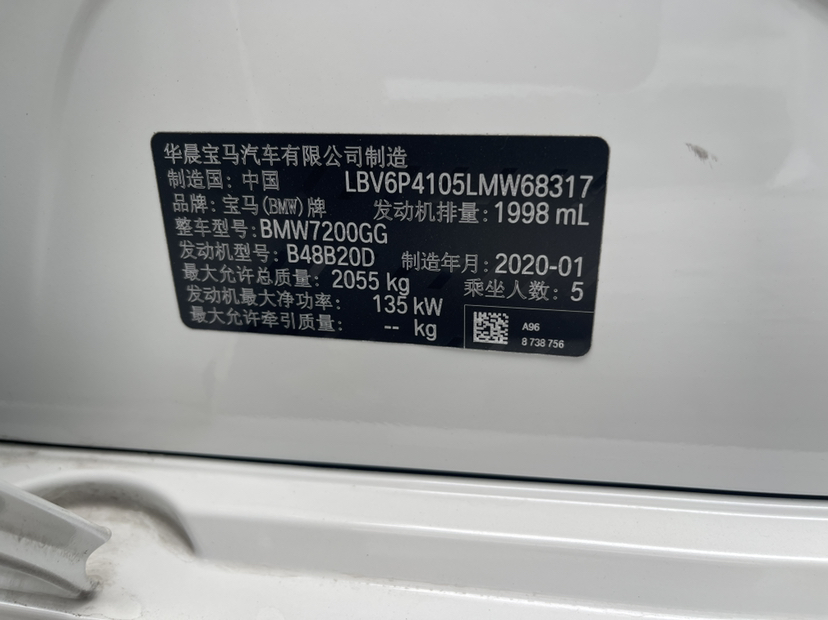 华晨宝马汽车有限公司制造
制造国：中国 LBV6P4105LMW68317
品牌：宝马(BMW)牌 发动机排量：1998 mL
整车型号：BMW7200GG
发动机型号：B48B20D 制造年月：2020-01
最大允许总质量：2055 kg 乘坐人数：5
发动机最大净功率：135 kW
最大允许牵引质量：-- kg
A96
8 738 756